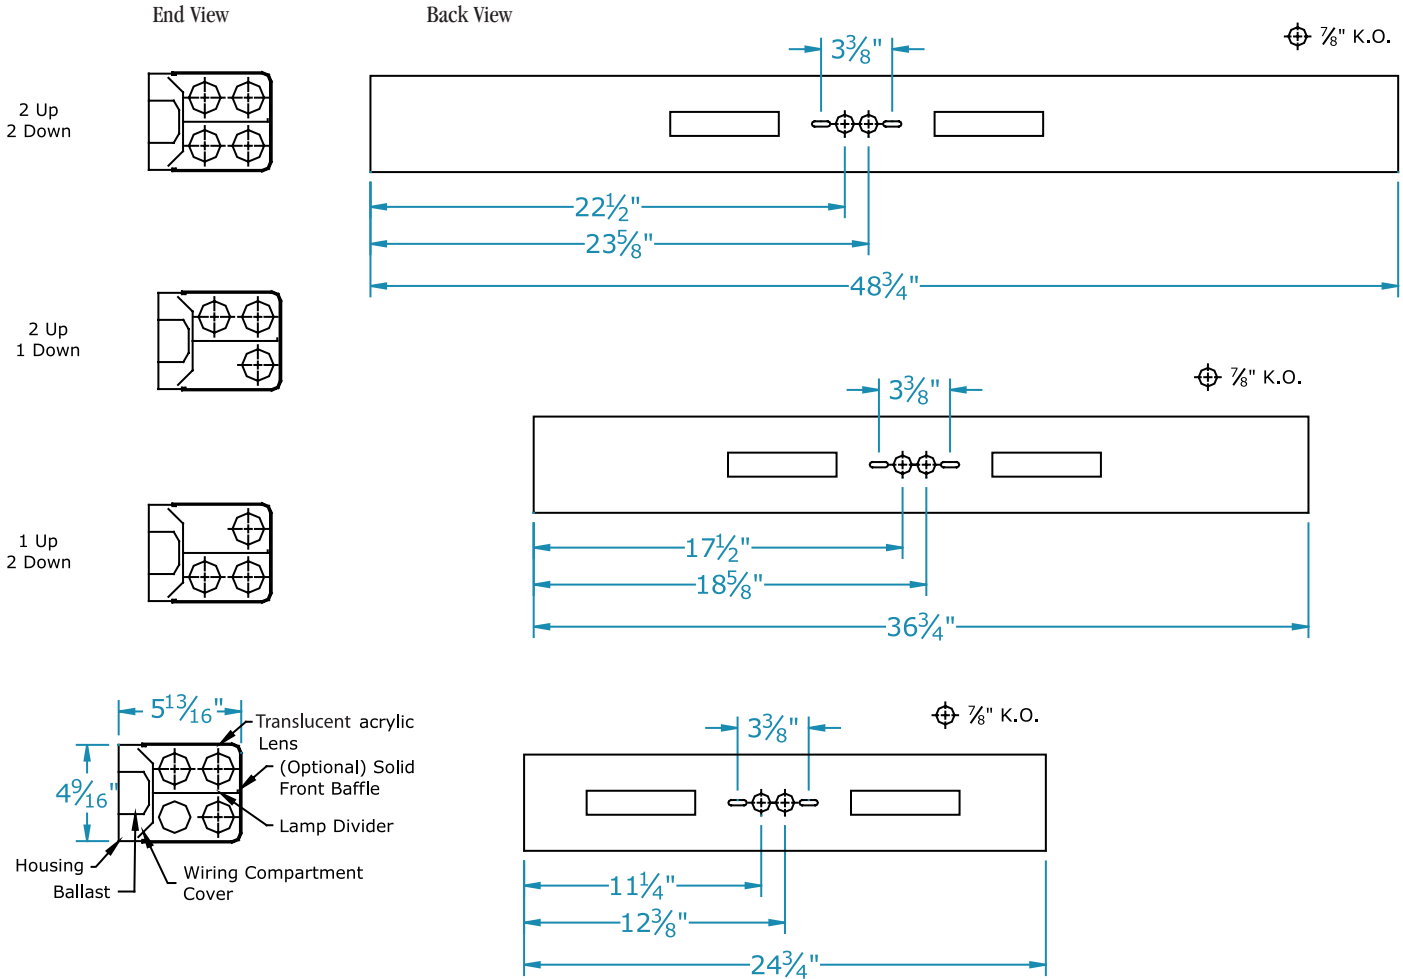 End View
Back View
3⅜"
⅞" K.O.
2 Up
2 Down
22½"
23⅝"
48¾"
2 Up
1 Down
3⅜"
⅞" K.O.
17½"
18⅝"
36¾"
1 Up
2 Down
5 13/16"
4 9/16"
Translucent acrylic
Lens
(Optional) Solid
Front Baffle
Lamp Divider
Housing
Ballast
Wiring Compartment
Cover
3⅜"
⅞" K.O.
11¼"
12⅜"
24¾"